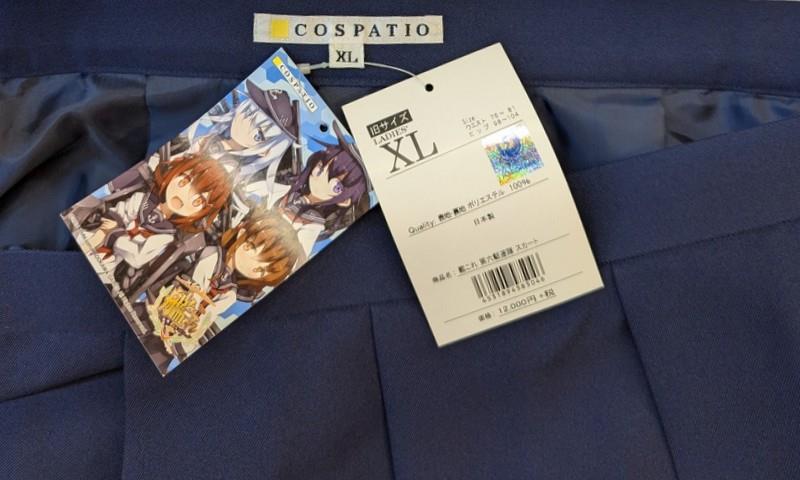 COSPATIO
XL
COSPATIO
旧サイズ
LADIES'
XL
Size
ウエスト 76～ 81
ヒップ 98～104
Quality 表地・裏地 ポリエステル 100%
日本製
商品名: 艦これ 第六駆逐隊 スカート
4531894583046
価格: 12,000円+税